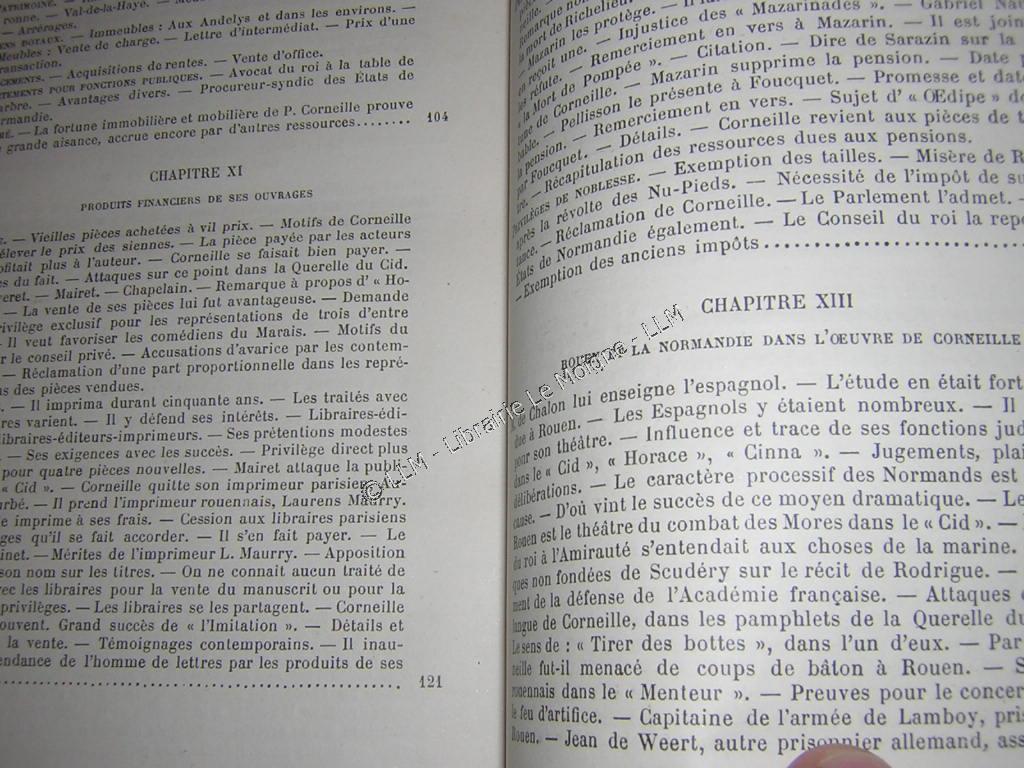 ronne. — Val-de-la-Haye.
— Arrérages.
— Immeubles : Aux Andelys et dans les environs. —
Meubles : Vente de charge. — Lettre d'intermédiat. — Prix d'une
transaction.
— Acquisitions de rentes. — Vente d'office.
POUR FONCTIONS PUBLIQUES. — Avocat du roi à la table de
— Avantages divers. — Procureur-syndic des États de
— La fortune immobilière et mobilière de P. Corneille prouve
grande aisance, accrue encore par d'autres ressources........ 104
CHAPITRE XI
PRODUITS FINANCIERS DE SES OUVRAGES
— Vieilles pièces achetées à vil prix. — Motifs de Corneille
élever le prix des siennes. — La pièce payée par les acteurs
plus à l'auteur. — Corneille se faisait bien payer. —
du fait. — Attaques sur ce point dans la Querelle du Cid.
— Mairet. — Chapelain. — Remarque à propos d' « Ho-
— La vente de ses pièces lui fut avantageuse. — Demande
exclusif pour les représentations de trois d'entre
Il veut favoriser les comédiens du Marais. — Motifs du
le conseil privé. — Accusations d'avarice par les contem-
— Réclamation d'une part proportionnelle dans les repré-
des pièces vendues.
— Il imprima durant cinquante ans. — Les traités avec
varient. — Il y défend ses intérêts. — Libraires-édi-
libraires-éditeurs-imprimeurs. — Ses prétentions modestes
— Ses exigences avec les succès. — Privilège direct plus
pour quatre pièces nouvelles. — Mairet attaque la publi-
« Cid ». — Corneille quitte son imprimeur parisien
— Il prend l'imprimeur rouennais, Laurens Maurry.
imprime à ses frais. — Cession aux libraires parisiens
qu'il se fait accorder. — Il s'en fait payer. — Le
— Mérites de l'imprimeur L. Maurry. — Apposition
son nom sur les titres. — On ne connait aucun traité de
les libraires pour la vente du manuscrit ou pour la
privilèges. — Les libraires se les partagent. — Corneille
Grand succès de « l'Imitation ». — Détails et
la vente. — Témoignages contemporains. — Il inau-
de l'homme de lettres par les produits de ses
121
mort de Richelieu.
Mazarin les protège. — Il
reçoit une. — Injustice des « Mazarinades ». — Gabriel
les réfute. — Remerciement en vers à Mazarin. — Il est
la « Mort de Pompée ». — Citation. — Dire de Sarazin sur la
de Corneille. — Mazarin supprime la pension. — Date
— Pellisson le présente à Foucquet. — Promesse et
la pension. — Remerciement en vers. — Sujet d' « Œdipe »
par Foucquet. — Détails. — Corneille revient aux pièces de
— Récapitulation des ressources dues aux pensions.
DE NOBLESSE. — Exemption des tailles. — Misère de
après la révolte des Nu-Pieds. — Nécessité de l'impôt de
— Réclamation de Corneille. — Le Parlement l'admet. —
États de Normandie également. — Le Conseil du roi la
— Exemption des anciens impôts
CHAPITRE XIII
ROUEN ET LA NORMANDIE DANS L'ŒUVRE DE CORNEILLE
de Chalon lui enseigne l'espagnol. — L'étude en était
à Rouen. — Les Espagnols y étaient nombreux. — Il
pour son théâtre. — Influence et trace de ses fonctions
dans le « Cid », « Horace », « Cinna ». — Jugements,
délibérations. — Le caractère processif des Normands est
cause. — D'où vint le succès de ce moyen dramatique. — Le
Rouen est le théâtre du combat des Mores dans le « Cid ». —
du roi à l'Amirauté s'entendait aux choses de la marine.
ques non fondées de Scudéry sur le récit de Rodrigue. —
ment de la défense de l'Académie française. — Attaques
langue de Corneille, dans les pamphlets de la Querelle
Le sens de : « Tirer des bottes », dans l'un d'eux. — Par
neille fut-il menacé de coups de bâton à Rouen. —
rouennais dans le « Menteur ». — Preuves pour le
le feu d'artifice. — Capitaine de l'armée de Lamboy,
Rouen. — Jean de Weert, autre prisonnier allemand,
© LLM - Librairie Le Moigne - LLM